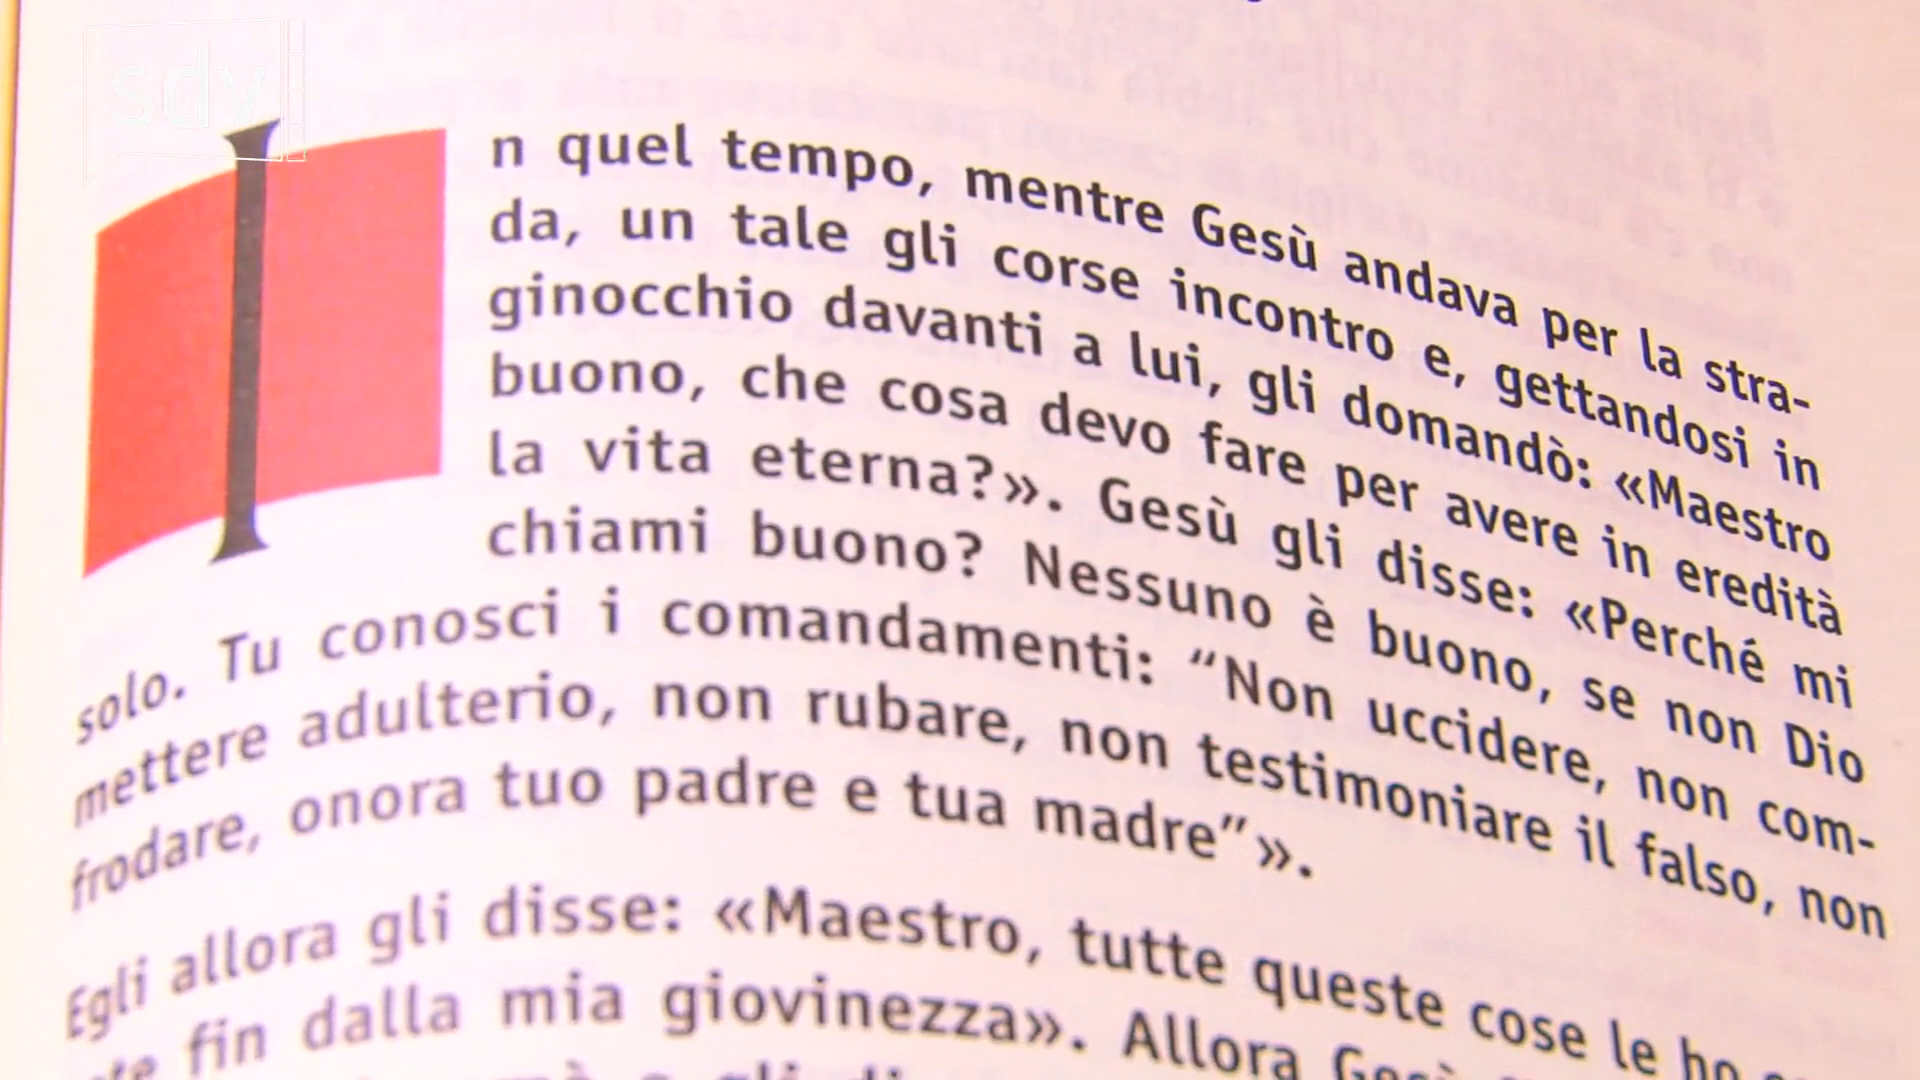 sdv
In quel tempo, mentre Gesù andava per la stra-
da, un tale gli corse incontro e, gettandosi in
ginocchio davanti a lui, gli domandò: «Maestro
buono, che cosa devo fare per avere in eredità
la vita eterna?». Gesù gli disse: «Perché mi
chiami buono? Nessuno è buono, se non Dio
solo. Tu conosci i comandamenti: “Non uccidere, non com-
mettere adulterio, non rubare, non testimoniare il falso, non
frodare, onora tuo padre e tua madre”».
Egli allora gli disse: «Maestro, tutte queste cose le ho
fin dalla mia giovinezza». Allora Gesù